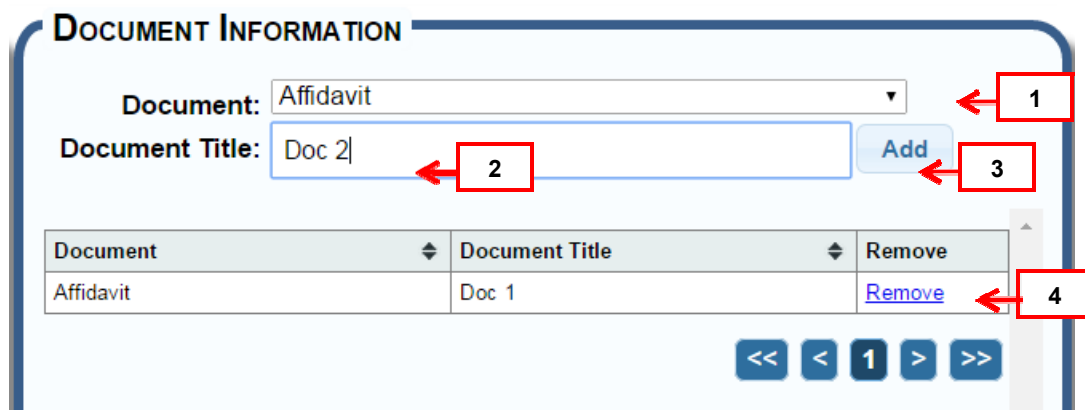 DOCUMENT INFORMATION
Document: Affidavit ▼ 1
Document Title: Doc 2 Add
2 3
Document Document Title Remove
Affidavit Doc 1 Remove 4
<< < 1 > >>